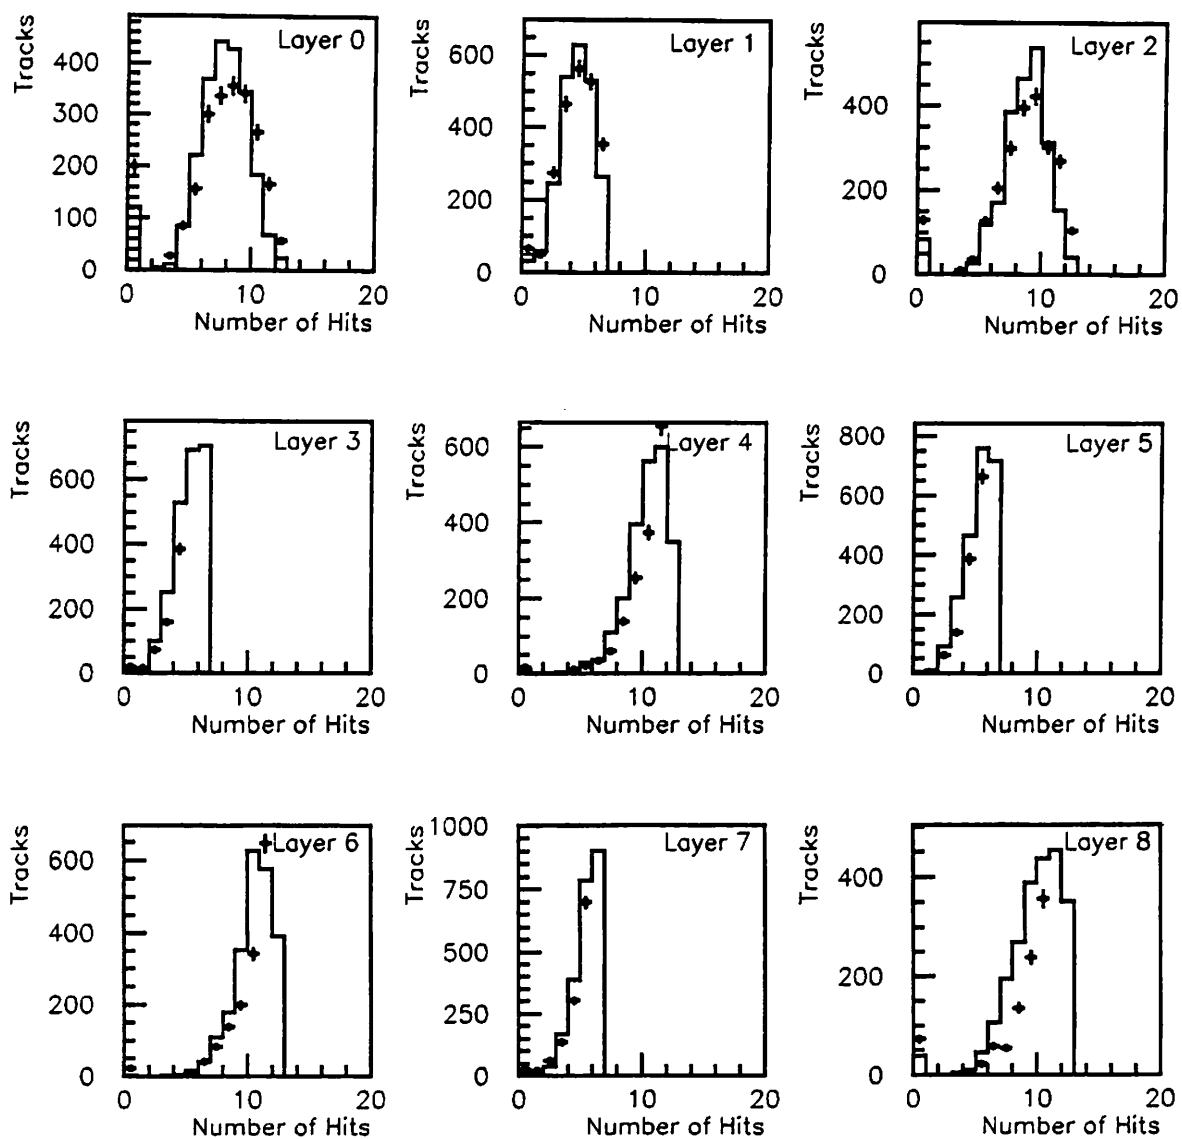 Tracks
Layer 0
400
300
200
100
0
0 10 20
Number of Hits
Tracks
Layer 1
600
400
200
0
0 10 20
Number of Hits
Tracks
Layer 2
400
200
0
0 10 20
Number of Hits
Tracks
Layer 3
600
400
200
0
0 10 20
Number of Hits
Tracks
Layer 4
600
400
200
0
0 10 20
Number of Hits
Tracks
Layer 5
800
600
400
200
0
0 10 20
Number of Hits
Tracks
Layer 6
600
400
200
0
0 10 20
Number of Hits
Tracks
1000
Layer 7
750
500
250
0
0 10 20
Number of Hits
Tracks
Layer 8
400
200
0
0 10 20
Number of Hits